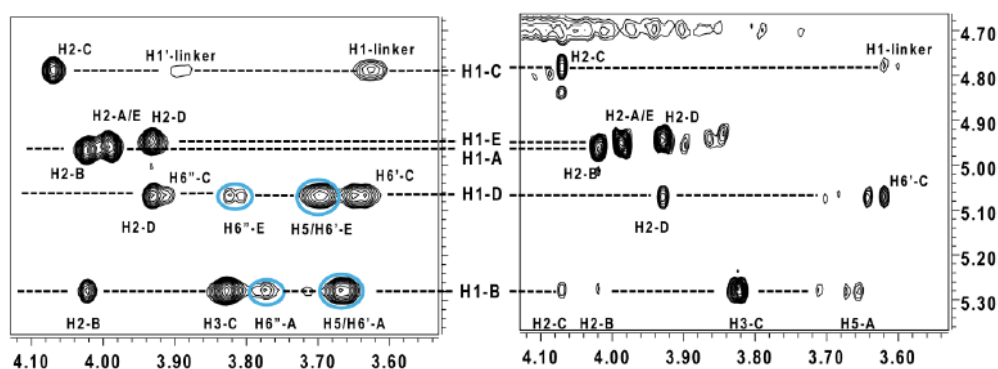 H2-C
H1'-linker
H1-linker
H1-C
H2-C
H1-linker
4.70
4.80
H2-A/E
H2-D
H1-E
H1-A
H2-A/E
H2-D
4.90
5.00
H2-B
H6"-C
H6'-C
H2-B
H1-D
H6'-C
5.10
H2-D
H6"-E
H5/H6'-E
H2-D
5.20
H1-B
5.30
H2-B
H3-C
H6"-A
H5/H6'-A
H2-C
H2-B
H3-C
H5-A
4.10
4.00
3.90
3.80
3.70
3.60
4.10
4.00
3.90
3.80
3.70
3.60